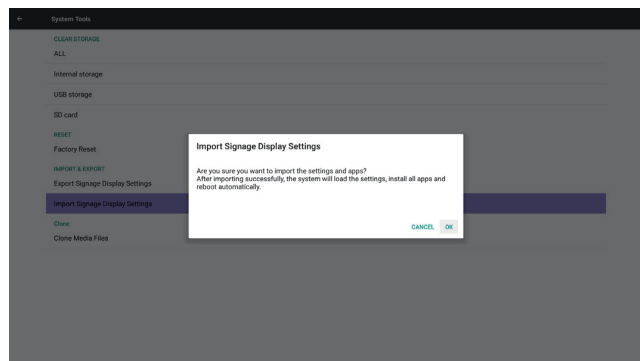 System Tools
CLEAR STORAGE
ALL
Internal storage
USB storage
SD card
RESET
Factory Reset
IMPORT & EXPORT
Export Signage Display Settings
Import Signage Display Settings
Clone
Clone Media Files
Import Signage Display Settings
Are you sure you want to import the settings and apps?
After importing successfully, the system will load the settings, install all apps and
reboot automatically.
CANCEL OK